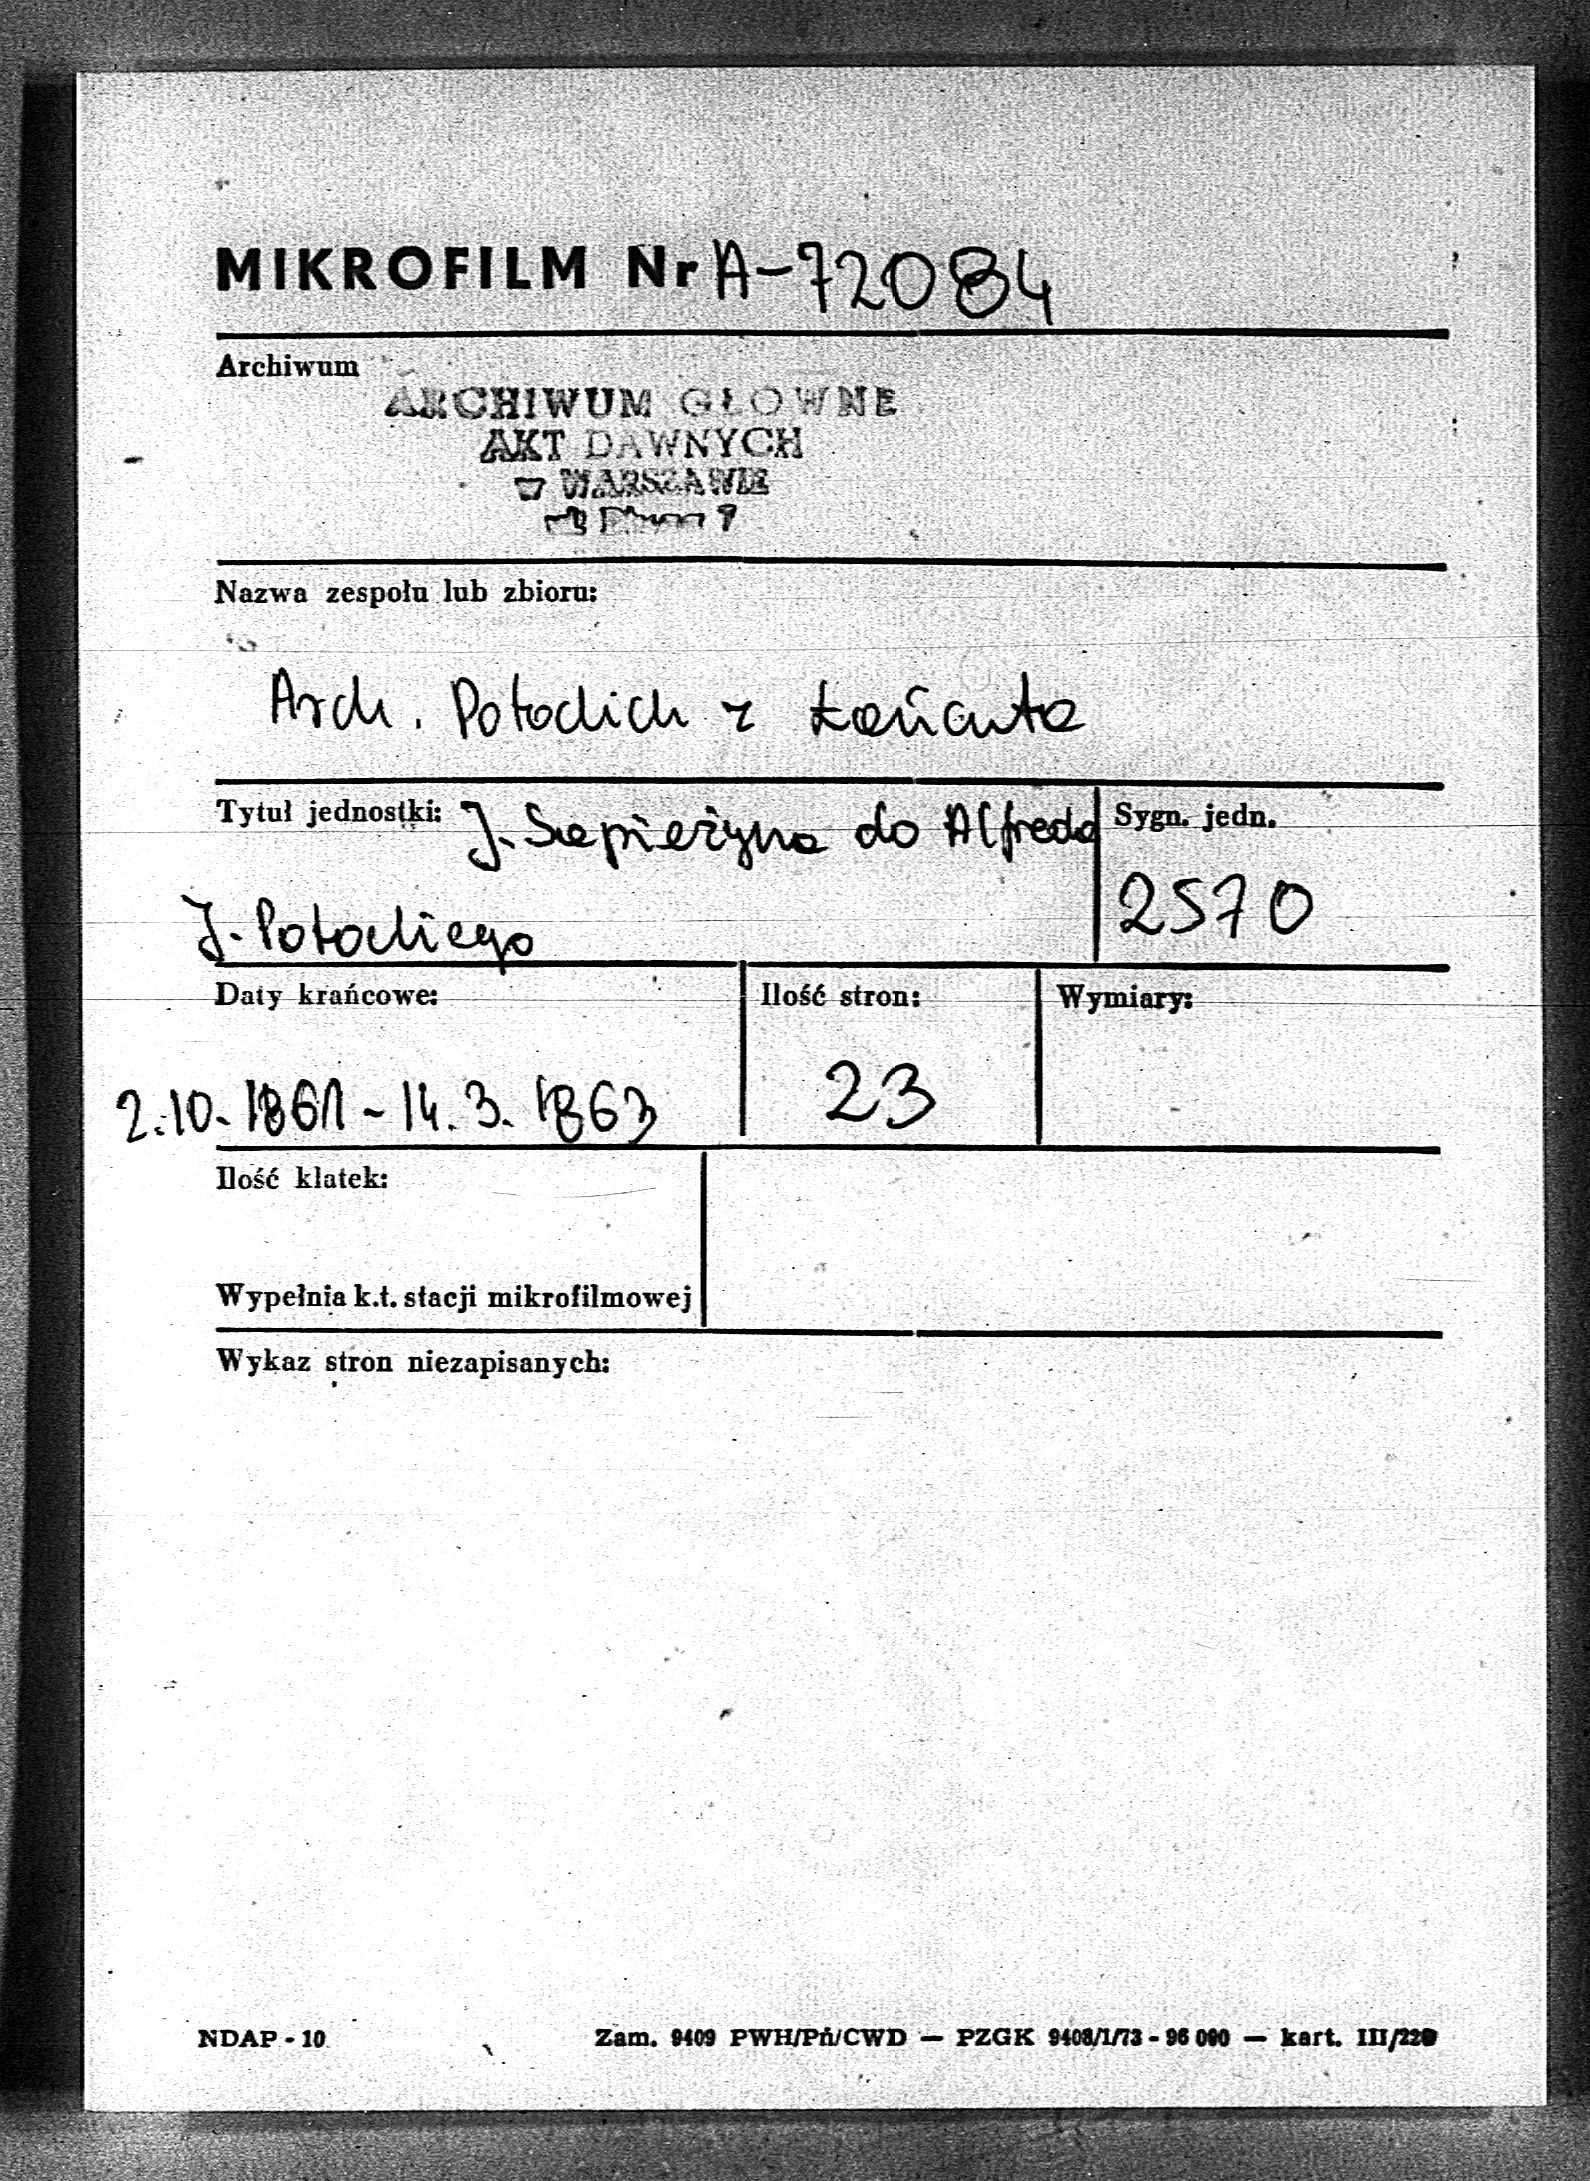 MIKROFILM Nr A-72084
Archiwum
ARCHIWUM GŁOWNE
AKT DAWNYCH
W WARSZAWIE
Nazwa zespołu lub zbioru:
Arch. Potockich z Łańcuta
Tytuł jednostki: J. Sapieżyna do Alfreda
J. Potockiego
Sygn. jedn.
2570
Daty krańcowe:
2.10.1861 - 14.3.1863
Ilość stron:
23
Wymiary:
Ilość klatek:
Wypełnia k.t. stacji mikrofilmowej
Wykaz stron niezapisanych:
NDAP - 10
Zam. 9409 PWH/Pń/CWD — PZGK 9408/1/73 - 96 000 — kart. III/220